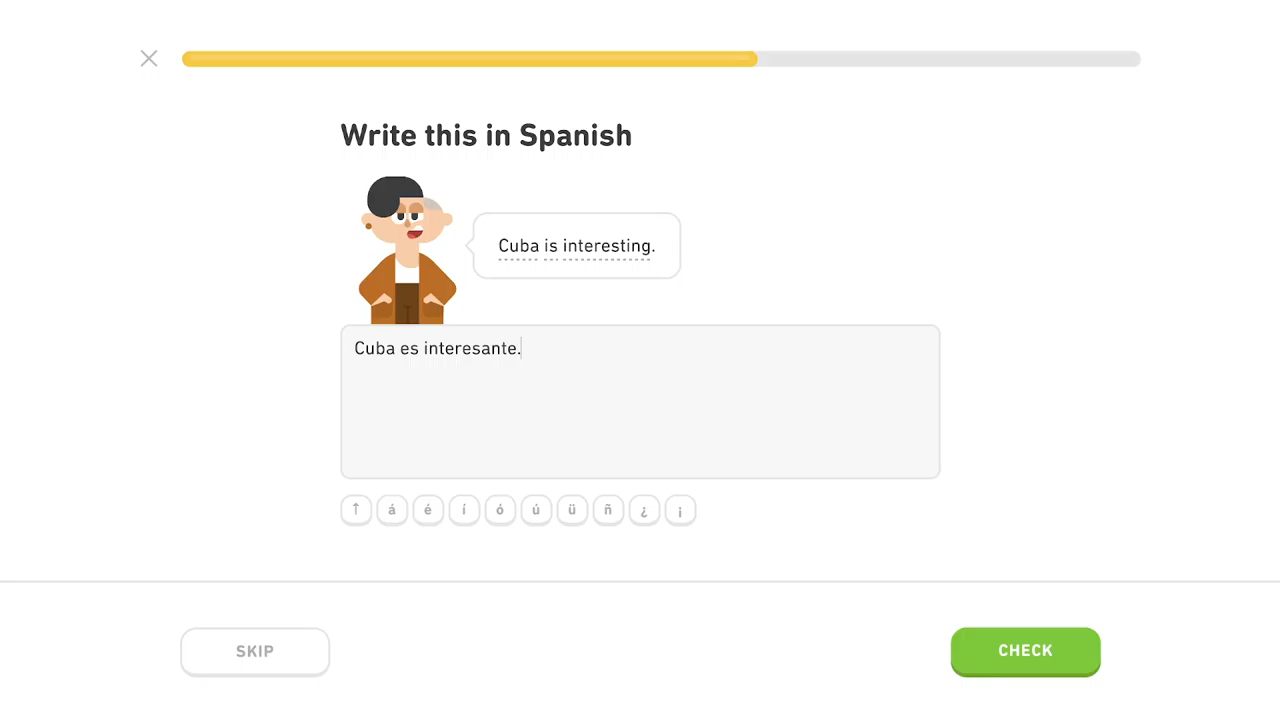 Write this in Spanish
Cuba is interesting.
Cuba es interesante.
↑ á é í ó ú ü ñ ¿ ¡
SKIP
CHECK